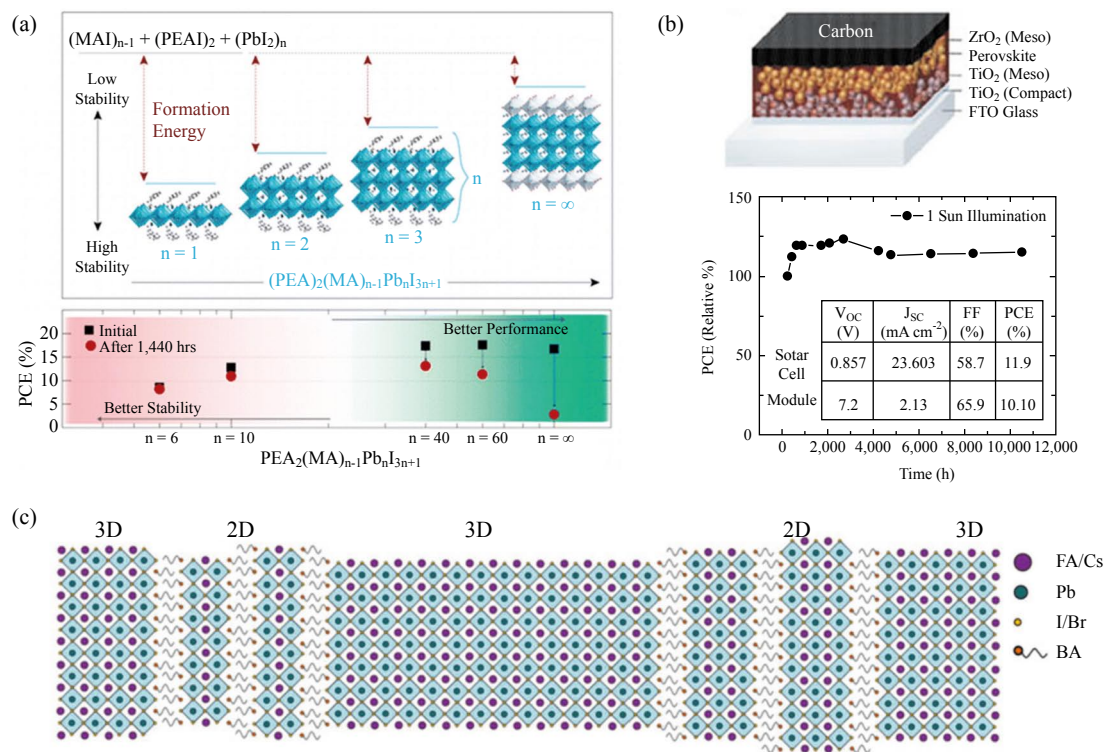 (a)
(MAI)n-1 + (PEAI)2 + (PbI2)n
Low
Stability
Formation
Energy
High
Stability
n = 1
n = 2
n = 3
n
n = ∞
(PEA)2(MA)n-1PbnI3n+1
PCE (%)
20
15
10
5
0
Initial
After 1,440 hrs
Better Performance
Better Stability
n = 6
n = 10
n = 40
n = 60
n = ∞
PEA2(MA)n-1PbnI3n+1
(b)
Carbon
ZrO2 (Meso)
Perovskite
TiO2 (Meso)
TiO2 (Compact)
FTO Glass
PCE (Relative %)
150
100
50
0
1 Sun Illumination
VOC JSC FF PCE
(V) (mA cm-2) (%) (%)
Sotar
Cell
0.857 23.603 58.7 11.9
Module
7.2 2.13 65.9 10.10
0 2,000 4,000 6,000 8,000 10,000 12,000
Time (h)
(c)
3D 2D 3D 2D 3D
FA/Cs
Pb
I/Br
BA